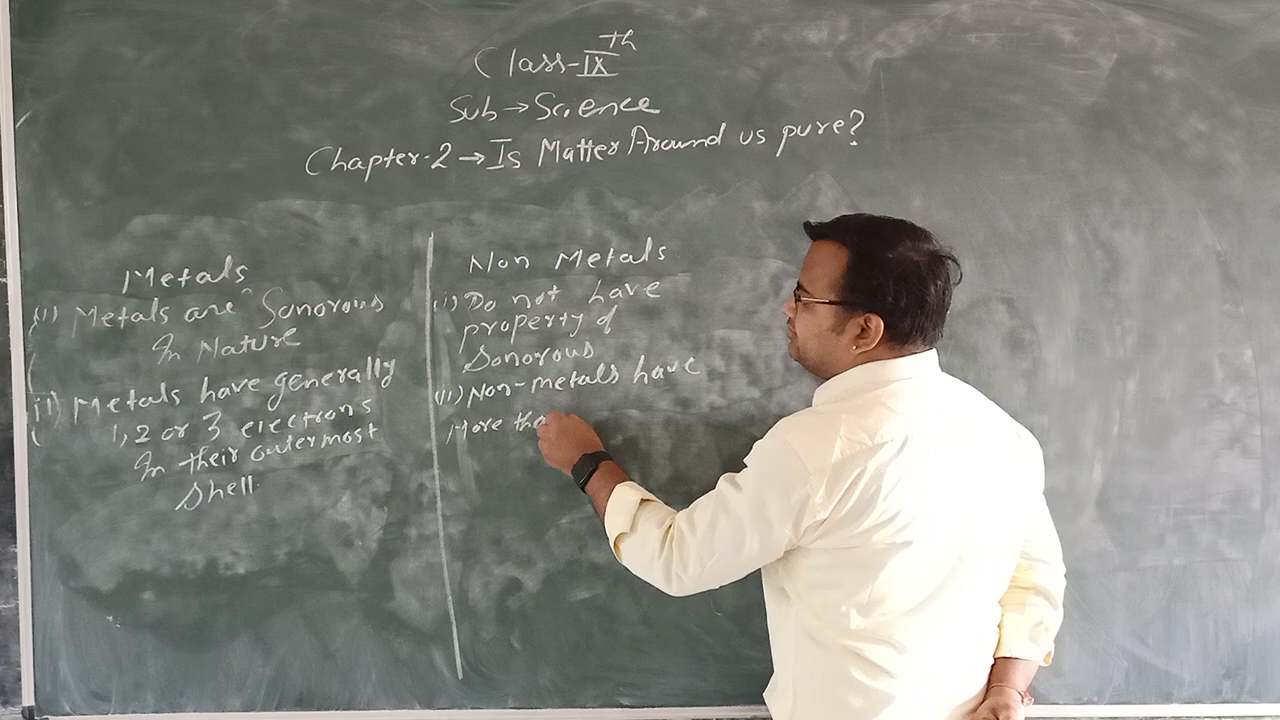 Class-IXth
Sub→Science
Chapter-2→Is Matter Around us pure?
Metals
(i) Metals are Sonorous
In Nature
(ii) Metals have generally
1,2 or 3 electrons
In their outermost
Shell.
Non Metals
(i) Do not have
property of
Sonorous
(ii) Non-metals have
More